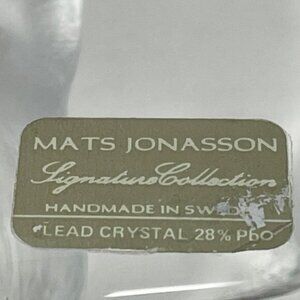 MATS JONASSON
Signature Collection
HANDMADE IN SWED
LEAD CRYSTAL 28% PbO